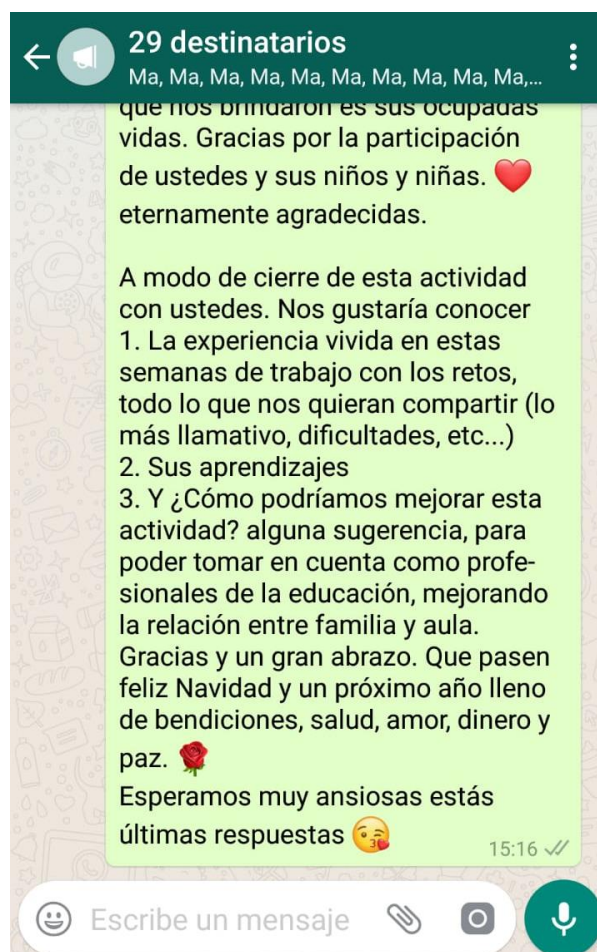 29 destinatarios
Ma, Ma, Ma, Ma, Ma, Ma, Ma, Ma, Ma, Ma,...
que nos brindaron es sus ocupadas
vidas. Gracias por la participación
de ustedes y sus niños y niñas. ❤️
eternamente agradecidas.
A modo de cierre de esta actividad
con ustedes. Nos gustaría conocer
1. La experiencia vivida en estas
semanas de trabajo con los retos,
todo lo que nos quieran compartir (lo
más llamativo, dificultades, etc...)
2. Sus aprendizajes
3. Y ¿Cómo podríamos mejorar esta
actividad? alguna sugerencia, para
poder tomar en cuenta como profe-
sionales de la educación, mejorando
la relación entre familia y aula.
Gracias y un gran abrazo. Que pasen
feliz Navidad y un próximo año lleno
de bendiciones, salud, amor, dinero y
paz. 🌹
Esperamos muy ansiosas estás
últimas respuestas 😘
15:16
Escribe un mensaje